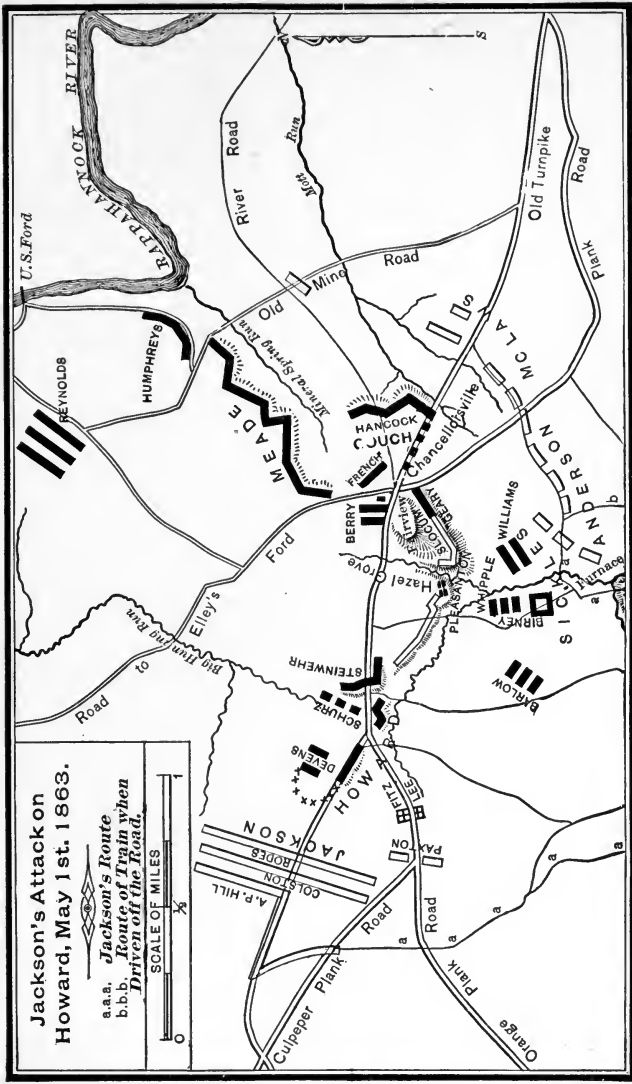 Jackson's Attack on
Howard, May 1st. 1863.
a.a.a. Jackson's Route
b.b.b. Route of Train when
Driven off the Road.
SCALE OF MILES
0
½
1
N
S
RAPPAHANNOCK RIVER
U.S. Ford
River Road
Mott Run
Old Mine Road
Old Turnpike
Plank Road
Mineral Spring Run
HUMPHREYS
REYNOLDS
MEADE
HANCOCK
COUCH
FRENCH
Chancellorsville
MCLA
S
BERRY
Fairview
SLOCUM
GEARY
ANDERSON
WILLIAMS
SICKLES
Hazel Grove
PLEASANTON
WHIPPLE
BIRNEY
Furnace
BARLOW
Road to Elley's Ford
Big Hunting Run
STEINWEHR
SCHURZ
DEVENS
HOWARD
FITZ LEE
PAXTON
JACKSON
RODES
COLSTON
A.P. HILL
Culpeper Plank Road
Orange Plank Road
a
a
a
a
a
a
a
b